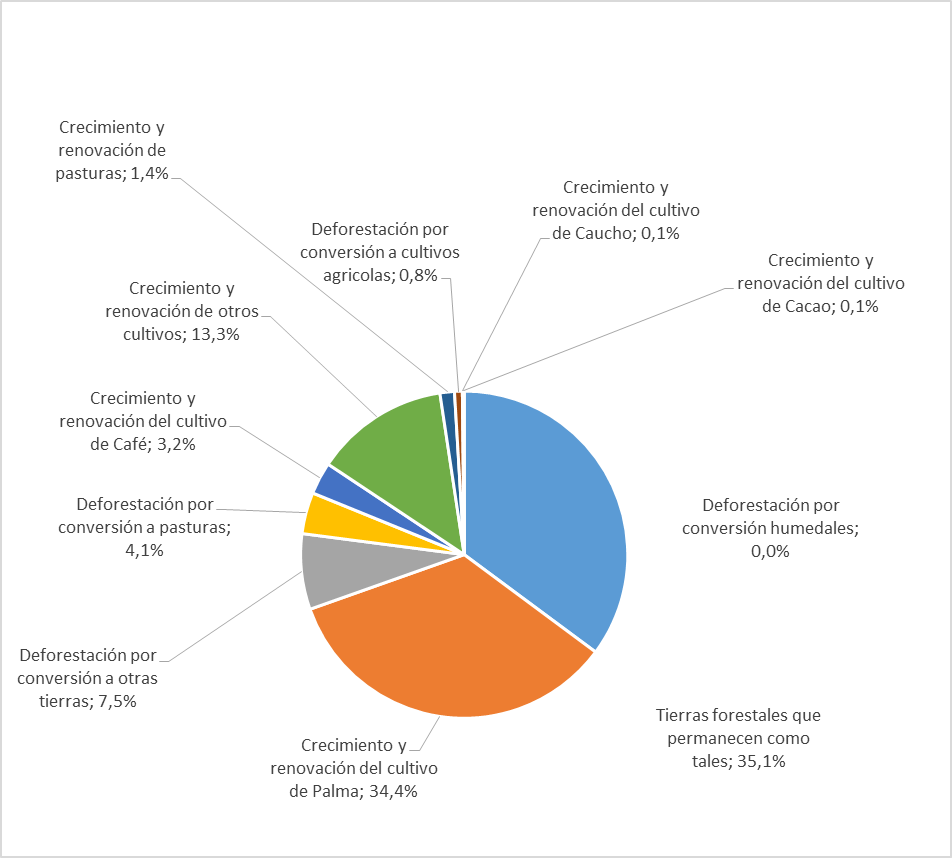 Crecimiento y
renovación de
pasturas; 1,4%
Crecimiento y
renovación del cultivo
de Caucho; 0,1%
Deforestación por
conversión a cultivos
agricolas; 0,8%
Crecimiento y
renovación del cultivo
de Cacao; 0,1%
Crecimiento y
renovación de otros
cultivos; 13,3%
Crecimiento y
renovación del cultivo
de Café; 3,2%
Deforestación por
conversión a pasturas;
4,1%
Deforestación por
conversión humedales;
0,0%
Deforestación por
conversión a otras
tierras; 7,5%
Tierras forestales que
permanecen como
tales; 35,1%
Crecimiento y
renovación del cultivo
de Palma; 34,4%